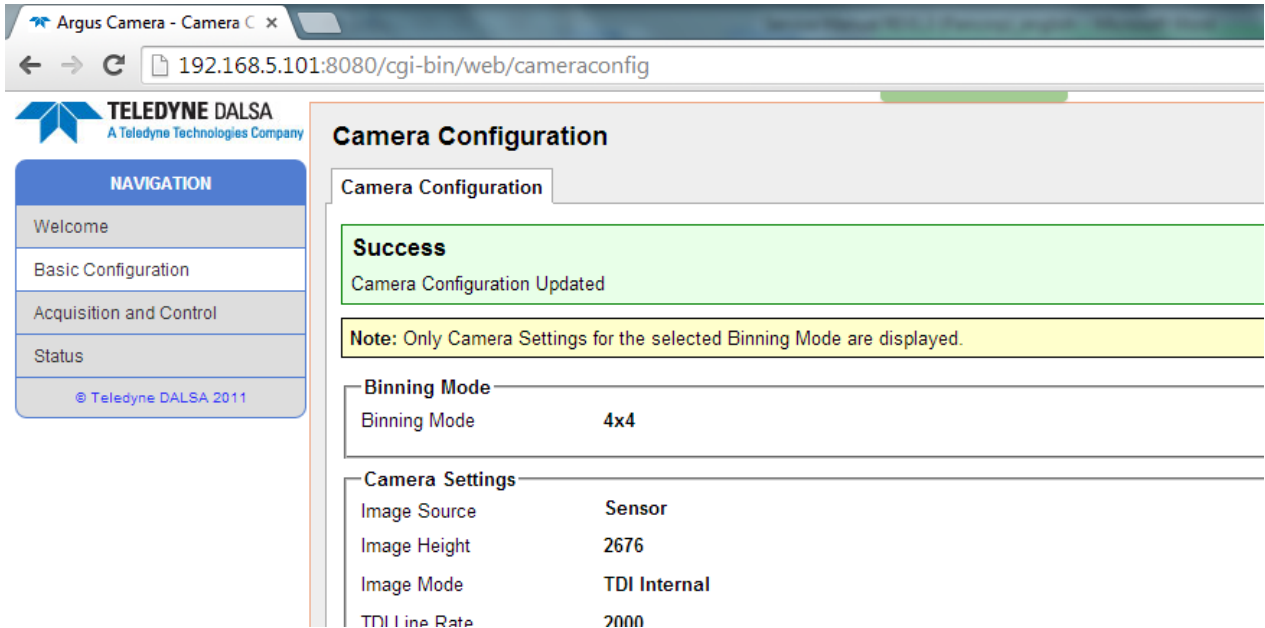 Argus Camera - Camera C
192.168.5.101:8080/cgi-bin/web/cameraconfig
TELEDYNE DALSA
A Teledyne Technologies Company
NAVIGATION
Welcome
Basic Configuration
Acquisition and Control
Status
© Teledyne DALSA 2011
Camera Configuration
Camera Configuration
Success
Camera Configuration Updated
Note: Only Camera Settings for the selected Binning Mode are displayed.
Binning Mode
Binning Mode 4x4
Camera Settings
Image Source Sensor
Image Height 2676
Image Mode TDI Internal
TDI Line Rate 2000